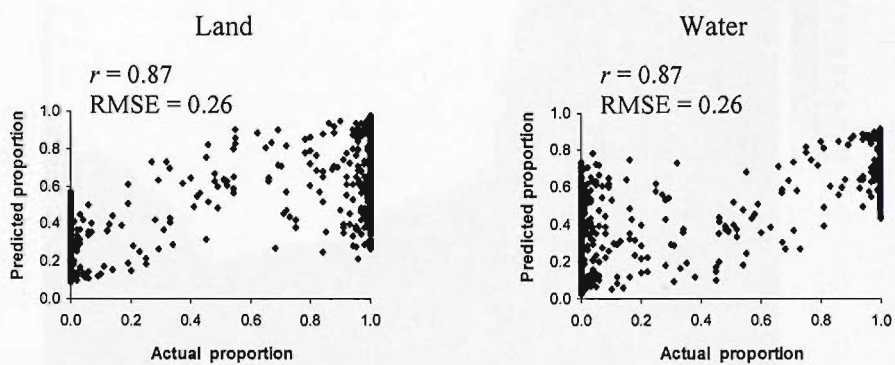 Land
r = 0.87
RMSE = 0.26
Predicted proportion
1.0
0.8
0.6
0.4
0.2
0.0
0.0 0.2 0.4 0.6 0.8 1.0
Actual proportion
Water
r = 0.87
RMSE = 0.26
Predicted proportion
1.0
0.8
0.6
0.4
0.2
0.0
0.0 0.2 0.4 0.6 0.8 1.0
Actual proportion